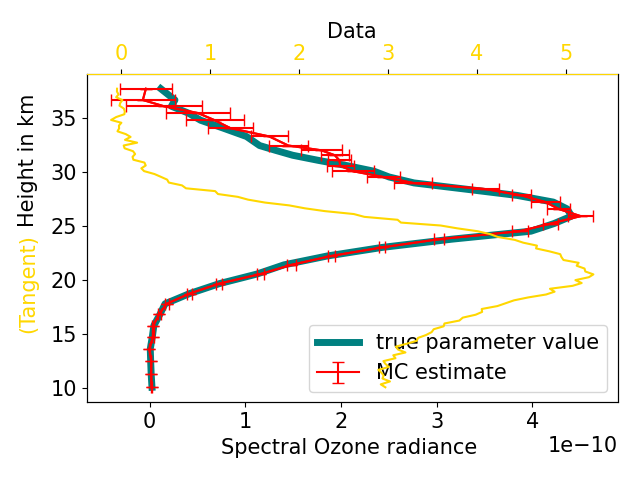 Data
0 1 2 3 4 5
(Tangent) Height in km
35
30
25
20
15
10
true parameter value
MC estimate
0 1 2 3 4
1e−10
Spectral Ozone radiance